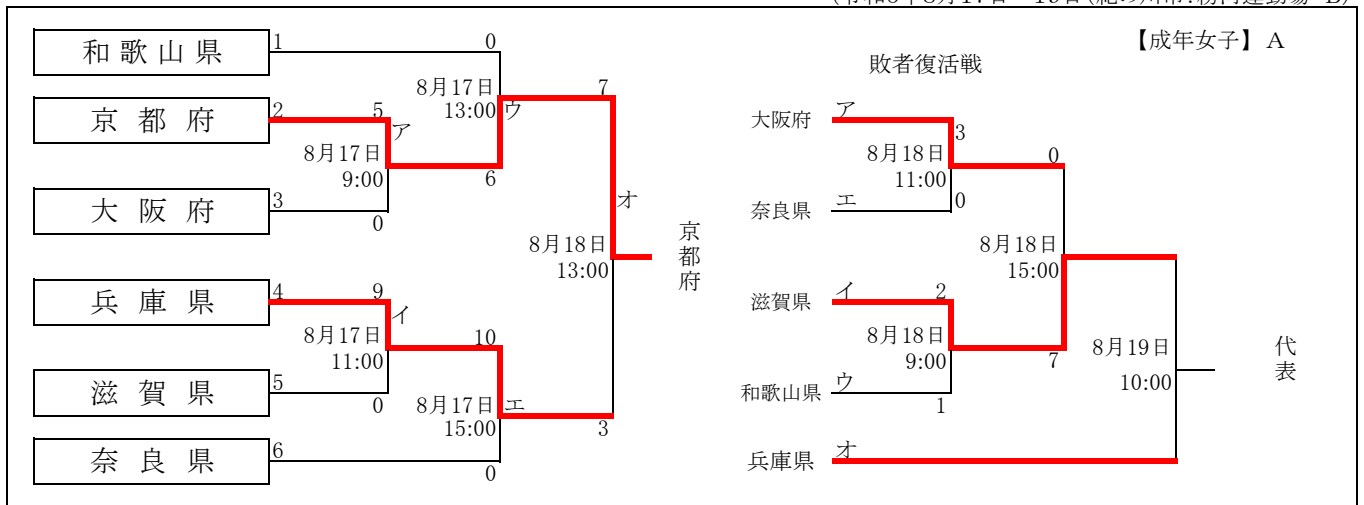 【成年女子】 A
和歌山県
1
0
京都府
2
5
ア
8月17日
9:00
大阪府
3
0
8月17日
13:00
ウ
6
7
オ
8月18日
13:00
京都府
兵庫県
4
9
イ
8月17日
11:00
滋賀県
5
0
10
8月17日
15:00
エ
3
奈良県
6
0
敗者復活戦
大阪府
ア
3
8月18日
11:00
奈良県
エ
0
0
8月18日
15:00
滋賀県
イ
2
8月18日
9:00
7
和歌山県
ウ
1
8月19日
10:00
代表
兵庫県
オ